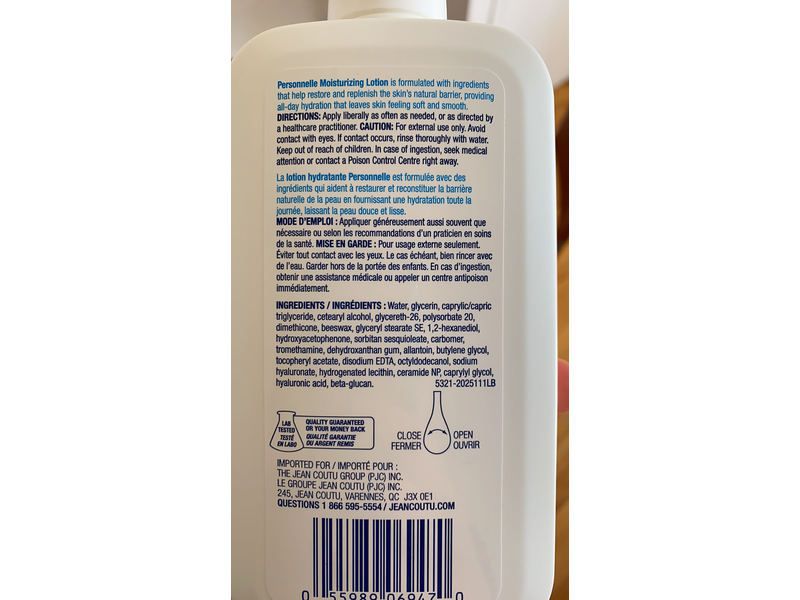 Personnelle Moisturizing Lotion is formulated with ingredients
that help restore and replenish the skin's natural barrier, providing
all-day hydration that leaves skin feeling soft and smooth.
DIRECTIONS: Apply liberally as often as needed, or as directed by
a healthcare practitioner. CAUTION: For external use only. Avoid
contact with eyes. If contact occurs, rinse thoroughly with water.
Keep out of reach of children. In case of ingestion, seek medical
attention or contact a Poison Control Centre right away.
La lotion hydratante Personnelle est formulée avec des
ingrédients qui aident à restaurer et reconstituer la barrière
naturelle de la peau en fournissant une hydratation toute la
journée, laissant la peau douce et lisse.
MODE D'EMPLOI : Appliquer généreusement aussi souvent que
nécessaire ou selon les recommandations d'un praticien en soins
de la santé. MISE EN GARDE : Pour usage externe seulement.
Éviter tout contact avec les yeux. Le cas échéant, bien rincer avec
de l'eau. Garder hors de la portée des enfants. En cas d'ingestion,
obtenir une assistance médicale ou appeler un centre antipoison
immédiatement.
INGREDIENTS / INGRÉDIENTS : Water, glycerin, caprylic/capric
triglyceride, cetearyl alcohol, glycereth-26, polysorbate 20,
dimethicone, beeswax, glyceryl stearate SE, 1,2-hexanediol,
hydroxyacetophenone, sorbitan sesquioleate, carbomer,
tromethamine, dehydroxanthan gum, allantoin, butylene glycol,
tocopheryl acetate, disodium EDTA, octyldodecanol, sodium
hyaluronate, hydrogenated lecithin, ceramide NP, caprylyl glycol,
hyaluronic acid, beta-glucan. 5321-2025111LB
LAB
TESTED
TESTÉ
EN LABO
QUALITY GUARANTEED
OR YOUR MONEY BACK
QUALITÉ GARANTIE
OU ARGENT REMIS
CLOSE
FERMER
OPEN
OUVRIR
IMPORTED FOR / IMPORTÉ POUR :
THE JEAN COUTU GROUP (PJC) INC.
LE GROUPE JEAN COUTU (PJC) INC.
245, JEAN COUTU, VARENNES, QC J3X 0E1
QUESTIONS 1 866 595-5554 / JEANCOUTU.COM
0 55989 06947 0